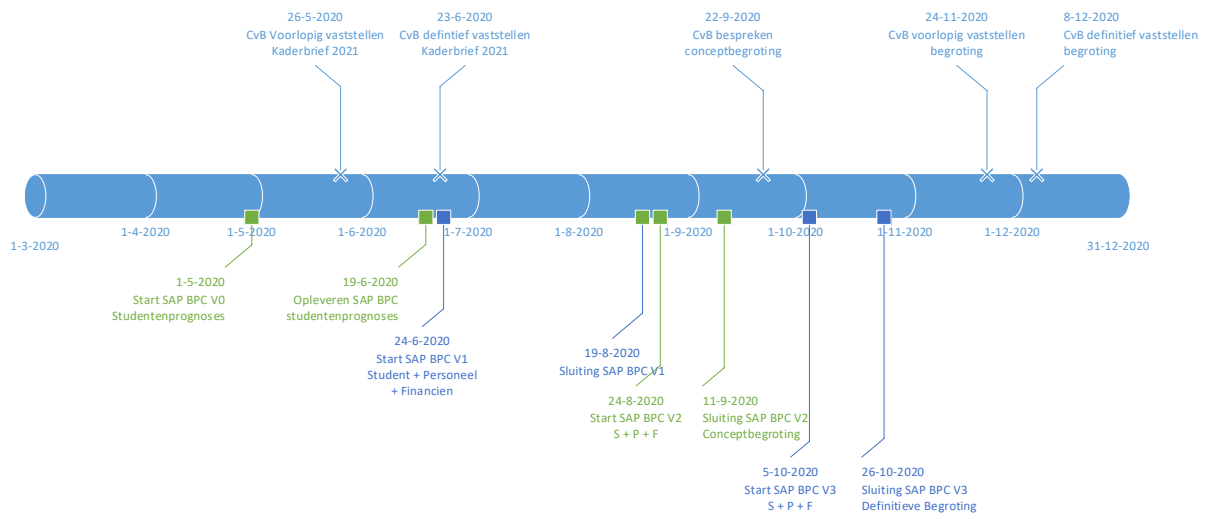 26-5-2020
CvB Voorlopig vaststellen
Kaderbrief 2021
23-6-2020
CvB defintief vaststellen
Kaderbrief 2021
22-9-2020
CvB bespreken
conceptbegroting
24-11-2020
CvB voorlopig vaststellen
begroting
8-12-2020
CvB definitief vaststellen
begroting
1-3-2020
1-4-2020
1-5-2020
1-6-2020
1-7-2020
1-8-2020
1-9-2020
1-10-2020
1-11-2020
1-12-2020
31-12-2020
1-5-2020
Start SAP BPC V0
Studentenprognoses
19-6-2020
Opleveren SAP BPC
studentenprognoses
24-6-2020
Start SAP BPC V1
Student + Personeel
+ Financien
19-8-2020
Sluiting SAP BPC V1
24-8-2020
Start SAP BPC V2
S + P + F
11-9-2020
Sluiting SAP BPC V2
Conceptbegroting
5-10-2020
Start SAP BPC V3
S + P + F
26-10-2020
Sluiting SAP BPC V3
Definitieve Begroting